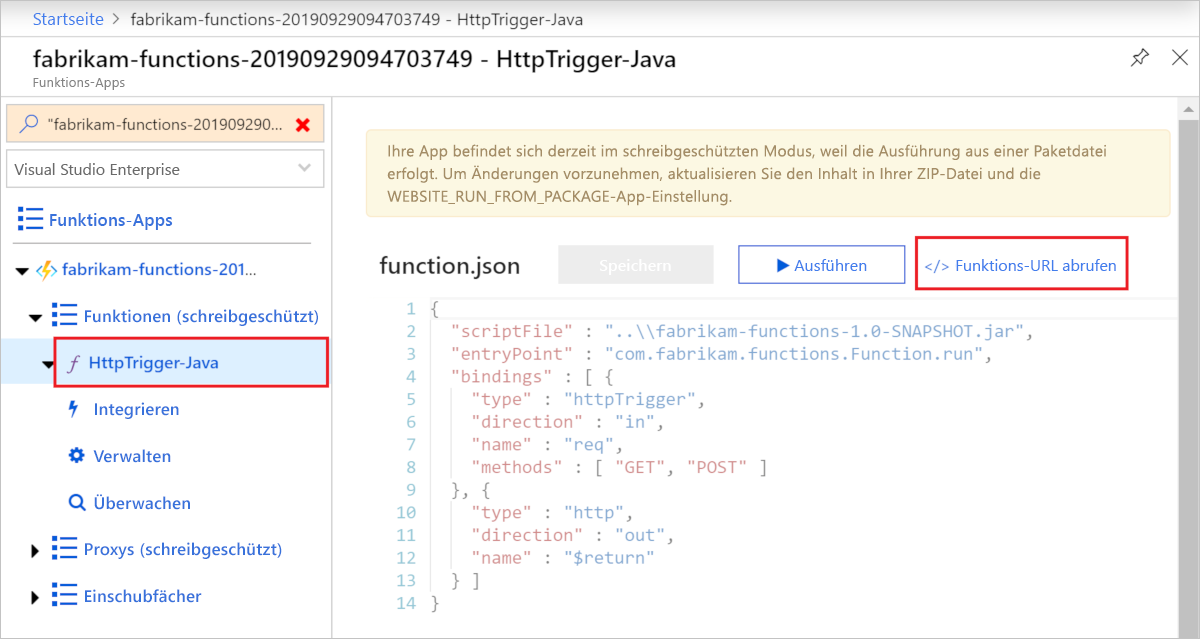 Startseite > fabrikam-functions-20190929094703749 - HttpTrigger-Java
fabrikam-functions-20190929094703749 - HttpTrigger-Java
Funktions-Apps
"fabrikam-functions-201909290...
Visual Studio Enterprise
Funktions-Apps
fabrikam-functions-201...
Funktionen (schreibgeschützt)
f HttpTrigger-Java
Integrieren
Verwalten
Überwachen
Proxys (schreibgeschützt)
Einschubfächer
Ihre App befindet sich derzeit im schreibgeschützten Modus, weil die Ausführung aus einer Paketdatei
erfolgt. Um Änderungen vorzunehmen, aktualisieren Sie den Inhalt in Ihrer ZIP-Datei und die
WEBSITE_RUN_FROM_PACKAGE-App-Einstellung.
function.json Speichern Ausführen </> Funktions-URL abrufen
1 {
2 "scriptFile" : "..\\fabrikam-functions-1.0-SNAPSHOT.jar",
3 "entryPoint" : "com.fabrikam.functions.Function.run",
4 "bindings" : [ {
5 "type" : "httpTrigger",
6 "direction" : "in",
7 "name" : "req",
8 "methods" : [ "GET", "POST" ]
9 }, {
10 "type" : "http",
11 "direction" : "out",
12 "name" : "$return"
13 } ]
14 }